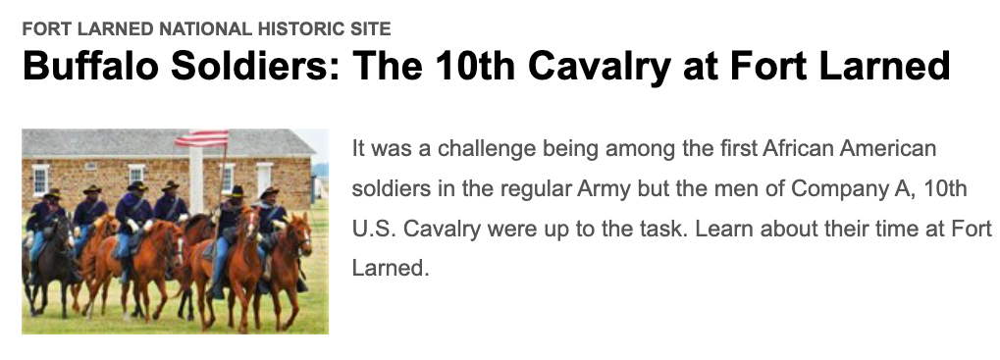 FORT LARNED NATIONAL HISTORIC SITE
Buffalo Soldiers: The 10th Cavalry at Fort Larned
It was a challenge being among the first African American
soldiers in the regular Army but the men of Company A, 10th
U.S. Cavalry were up to the task. Learn about their time at Fort
Larned.